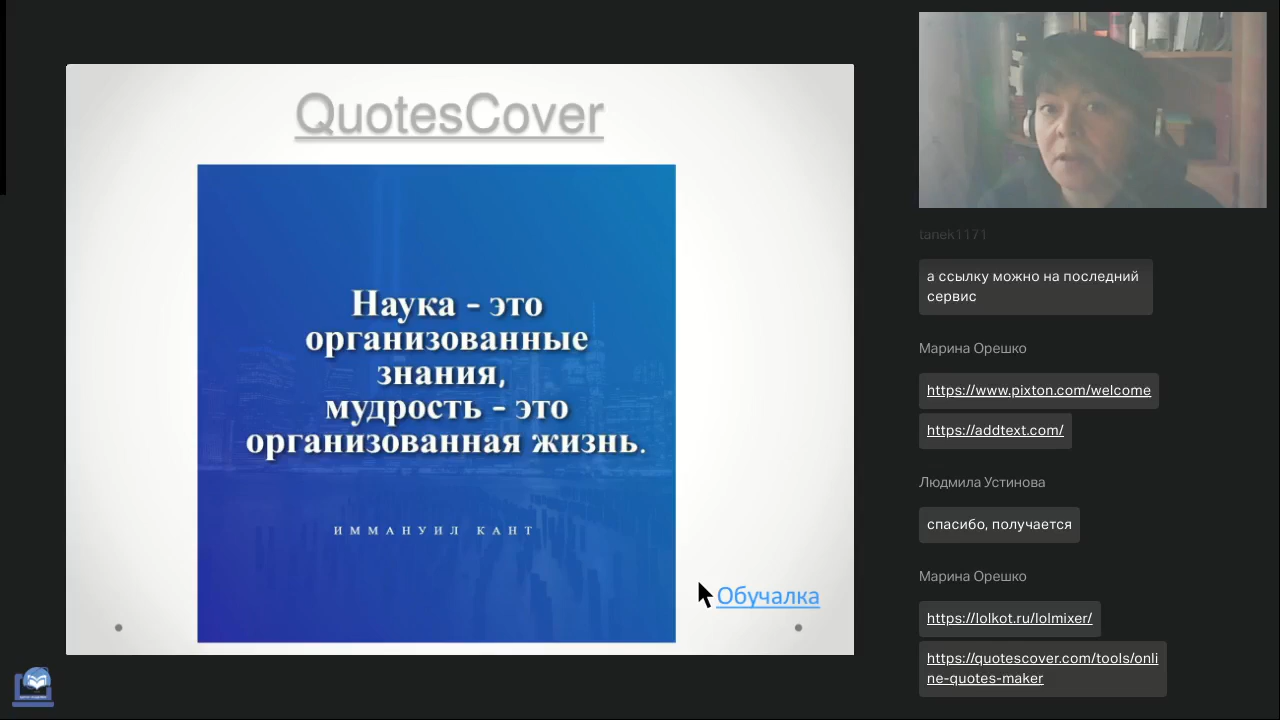 QuotesCover
Наука - это
организованные
знания,
мудрость - это
организованная жизнь.
ИММАНУИЛ КАНТ
Обучалка
tanek1171
а ссылку можно на последний
сервис
Марина Орешко
https://www.pixton.com/welcome
https://addtext.com/
Людмила Устинова
спасибо, получается
Марина Орешко
https://lolkot.ru/lolmixer/
https://quotescover.com/tools/onli
ne-quotes-maker